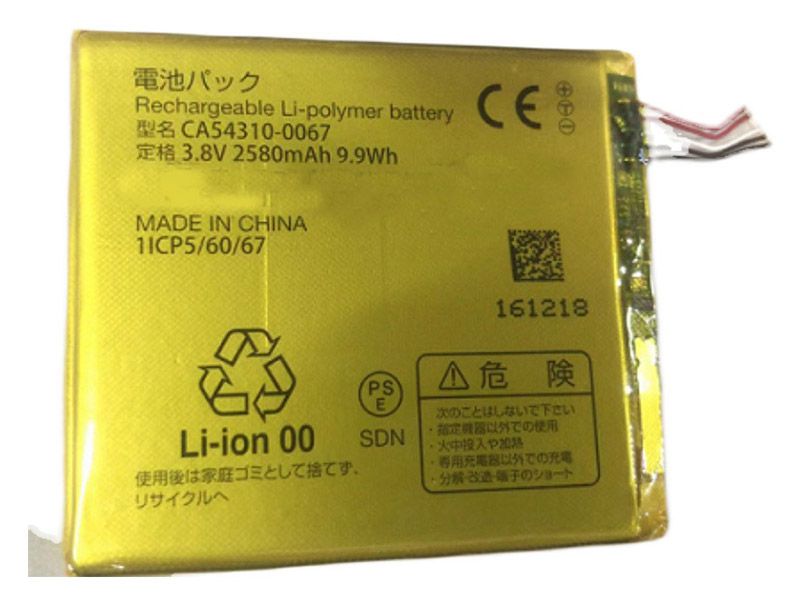 電池パック
Rechargeable Li-polymer battery
型名 CA54310-0067
定格 3.8V 2580mAh 9.9Wh
CE
MADE IN CHINA
1ICP5/60/67
161218
Li-ion 00
PS
E
SDN
使用後は家庭ゴミとして捨てず、
リサイクルへ
危 険
次のことはしないで下さい
・指定機器以外での使用
・火中投入や加熱
・専用充電器以外での充電
・分解・改造・端子のショート